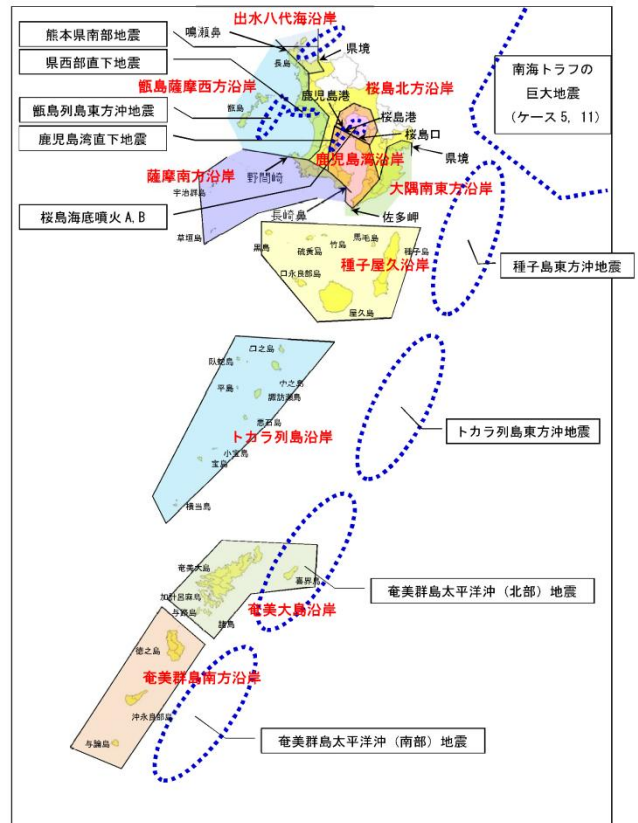 出水八代海沿岸
熊本県南部地震
鳴瀬鼻
県境
長島
県西部直下地震
甑島薩摩西方沿岸
桜島北方沿岸
南海トラフの
巨大地震
(ケース5, 11)
鹿児島港
甑島
桜島港
甑島列島東方沖地震
桜島口
鹿児島湾直下地震
鹿児島湾沿岸
県境
薩摩南方沿岸
野間崎
大隅南東方沿岸
宇治群島
桜島海底噴火A,B
長崎鼻
佐多岬
草垣島
馬毛島
竹島
黒島
硫黄島
種子島
種子屋久沿岸
種子島東方沖地震
口永良部島
屋久島
口之島
臥蛇島
中之島
平島
諏訪瀬島
悪石島
トカラ列島沿岸
トカラ列島東方沖地震
小宝島
宝島
横当島
奄美大島
喜界島
奄美群島太平洋沖(北部)地震
加計呂麻島
奄美大島沿岸
与路島
請島
徳之島
奄美群島南方沿岸
沖永良部島
奄美群島太平洋沖(南部)地震
与論島